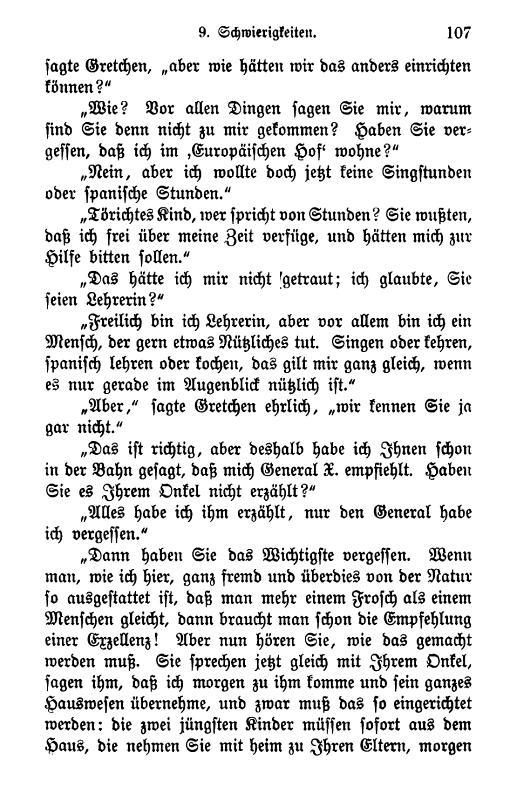 9. Schwierigkeiten. 107
sagte Gretchen, „aber wie hätten wir das anders einrichten
können?“
„Wie? Vor allen Dingen sagen Sie mir, warum
sind Sie denn nicht zu mir gekommen? Haben Sie ver-
gessen, daß ich im ‚Europäischen Hof‘ wohne?“
„Nein, aber ich wollte doch jetzt keine Singstunden
oder spanische Stunden.“
„Törichtes Kind, wer spricht von Stunden? Sie wußten,
daß ich frei über meine Zeit verfüge, und hätten mich zur
Hilfe bitten sollen.“
„Das hätte ich mir nicht getraut; ich glaubte, Sie
seien Lehrerin?“
„Freilich bin ich Lehrerin, aber vor allem bin ich ein
Mensch, der gern etwas Nützliches tut. Singen oder kehren,
spanisch lehren oder kochen, das gilt mir ganz gleich, wenn
es nur gerade im Augenblick nützlich ist.“
„Aber,“ sagte Gretchen ehrlich, „wir kennen Sie ja
gar nicht.“
„Das ist richtig, aber deshalb habe ich Ihnen schon
in der Bahn gesagt, daß mich General X. empfiehlt. Haben
Sie es Ihrem Onkel nicht erzählt?“
„Alles habe ich ihm erzählt, nur den General habe
ich vergessen.“
„Dann haben Sie das Wichtigste vergessen. Wenn
man, wie ich hier, ganz fremd und überdies von der Natur
so ausgestattet ist, daß man mehr einem Frosch als einem
Menschen gleicht, dann braucht man schon die Empfehlung
einer Exzellenz! Aber nun hören Sie, wie das gemacht
werden muß. Sie sprechen jetzt gleich mit Ihrem Onkel,
sagen ihm, daß ich morgen zu ihm komme und sein ganzes
Hauswesen übernehme, und zwar muß das so eingerichtet
werden: die zwei jüngsten Kinder müssen sofort aus dem
Haus, die nehmen Sie mit heim zu Ihren Eltern, morgen